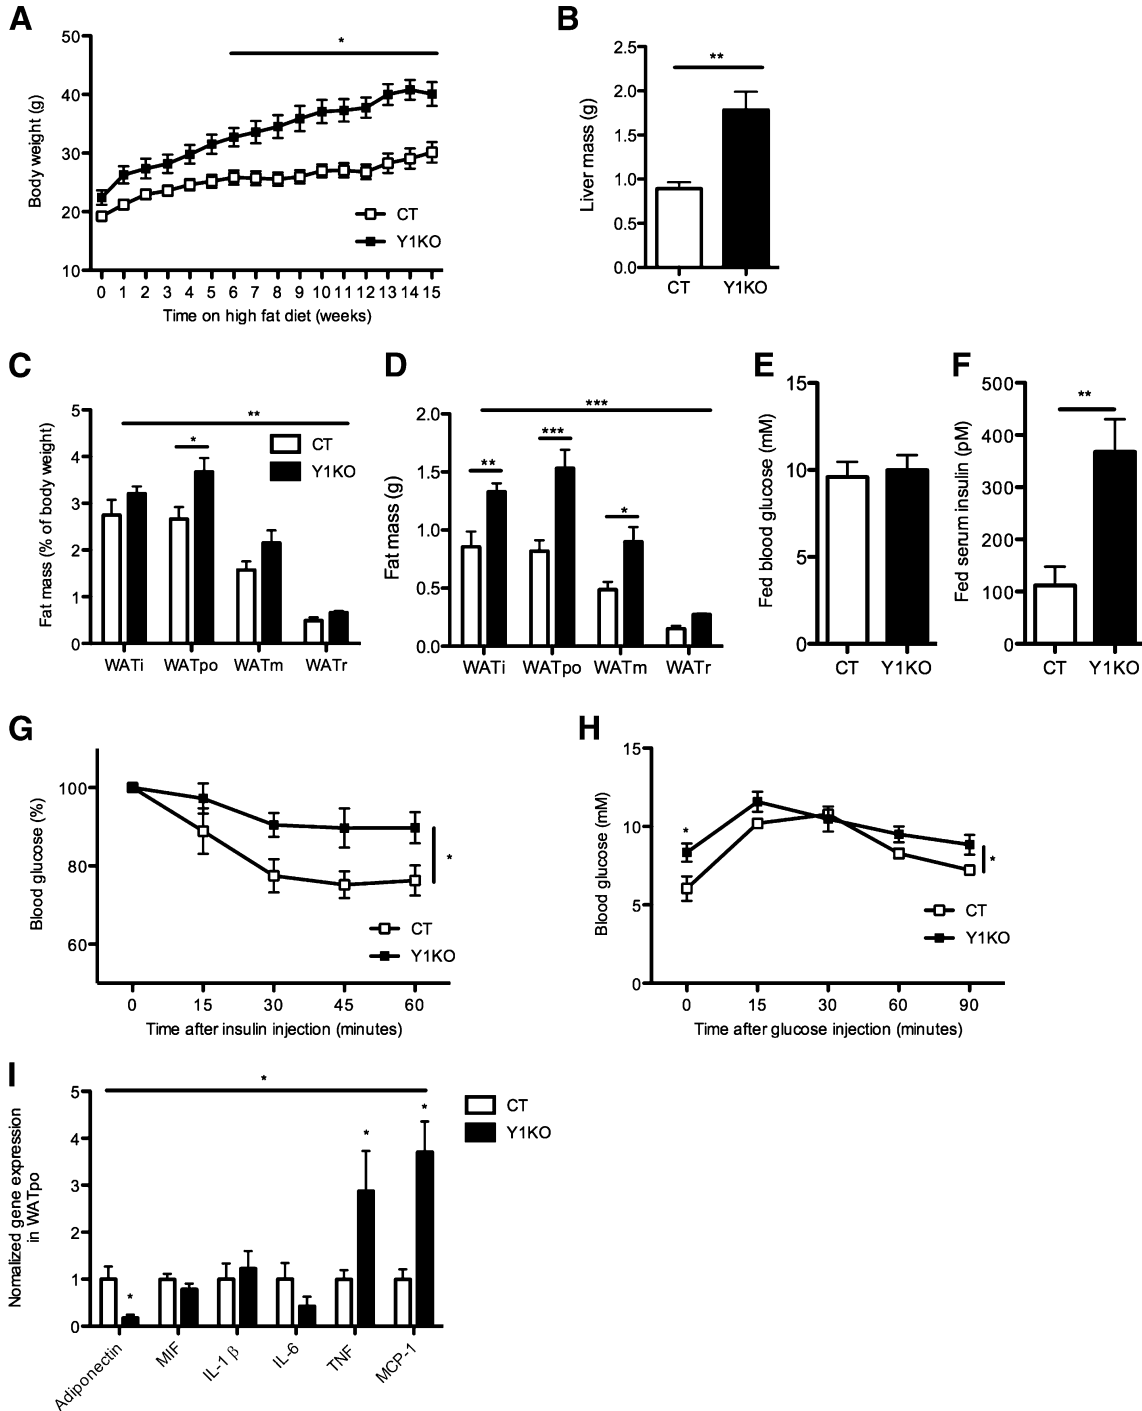 A
50
40
30
20
10
Body weight (g)
*
CT
Y1KO
0 1 2 3 4 5 6 7 8 9 10 11 12 13 14 15
Time on high fat diet (weeks)
B
2.5
2.0
1.5
1.0
0.5
0.0
Liver mass (g)
**
CT Y1KO
C
5
4
3
2
1
0
Fat mass (% of body weight)
**
*
CT
Y1KO
WATi WATpo WATm WATr
D
2.0
1.5
1.0
0.5
0.0
Fat mass (g)
***
***
**
*
WATi WATpo WATm WATr
E
15
10
5
0
Fed blood glucose (mM)
CT Y1KO
F
500
400
300
200
100
0
Fed serum insulin (pM)
**
CT Y1KO
G
100
80
60
Blood glucose (%)
*
CT
Y1KO
0 15 30 45 60
Time after insulin injection (minutes)
H
15
10
5
0
Blood glucose (mM)
*
*
CT
Y1KO
0 15 30 60 90
Time after glucose injection (minutes)
I
5
4
3
2
1
0
Normalized gene expression
in WATpo
*
*
*
*
CT
Y1KO
Adiponectin
MIF
IL-1 β
IL-6
TNF
MCP-1